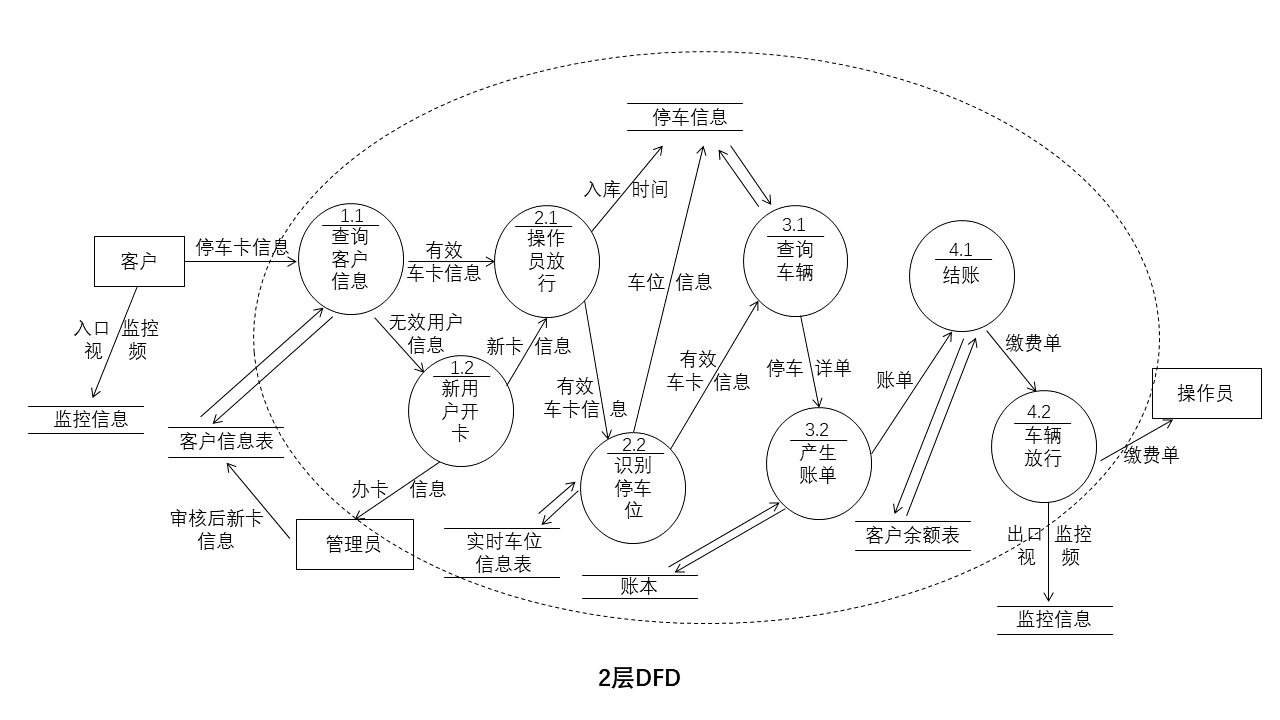 停车信息
入库 时间
1.1
查询
客户
信息
2.1
操作
员放
行
3.1
查询
车辆
4.1
结账
客户
停车卡信息
有效
车卡信息
车位 信息
入口 监控
视 频
无效用户
信息
新卡 信息
1.2
新用
户开
卡
有效
车卡信息
有效
车卡 信息
停车 详单
账单
缴费单
监控信息
客户信息表
2.2
识别
停车
位
3.2
产生
账单
4.2
车辆
放行
操作员
缴费单
办卡 信息
审核后新卡
信息
管理员
实时车位
信息表
账本
客户余额表
出口 监控
视 频
监控信息
2层DFD